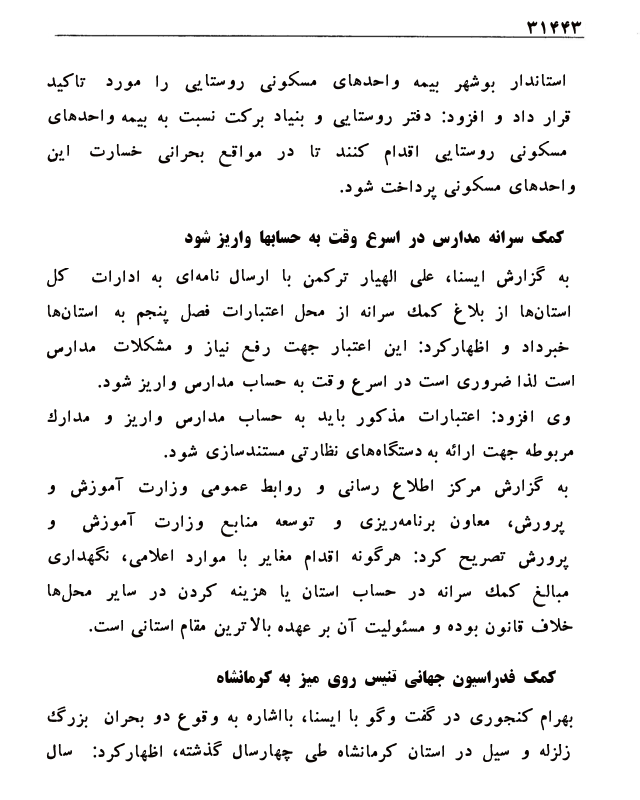 ۳۱۴۴۳
استاندار بوشهر بیمه واحدهای مسکونی روستایی را مورد تاکید
قرار داد و افزود: دفتر روستایی و بنیاد برکت نسبت به بیمه واحدهای
مسکونی روستایی اقدام کنند تا در مواقع بحرانی خسارت این
واحدهای مسکونی پرداخت شود.
کمک سرانه مدارس در اسرع وقت به حسابها واریز شود
به گزارش ایسنا، علی الهیار ترکمن با ارسال نامه‌ای به ادارات کل
استان‌ها از بلاغ کمك سرانه از محل اعتبارات فصل پنجم به استان‌ها
خبرداد و اظهارکرد: این اعتبار جهت رفع نیاز و مشکلات مدارس
است لذا ضروری است در اسرع وقت به حساب مدارس واریز شود.
وی افزود: اعتبارات مذکور باید به حساب مدارس واریز و مدارك
مربوطه جهت ارائه به دستگاه‌های نظارتی مستندسازی شود.
به گزارش مرکز اطلاع رسانی و روابط عمومی وزارت آموزش و
پرورش، معاون برنامه‌ریزی و توسعه منابع وزارت آموزش و
پرورش تصریح کرد: هرگونه اقدام مغایر با موارد اعلامی، نگهداری
مبالغ کمك سرانه در حساب استان یا هزینه کردن در سایر محل‌ها
خلاف قانون بوده و مسئولیت آن بر عهده بالاترین مقام استانی است.
کمک فدراسیون جهانی تنیس روی میز به کرمانشاه
بهرام کنجوری در گفت وگو با ایسنا، بااشاره به وقوع دو بحران بزرگ
زلزله و سیل در استان کرمانشاه طی چهارسال گذشته، اظهارکرد: سال